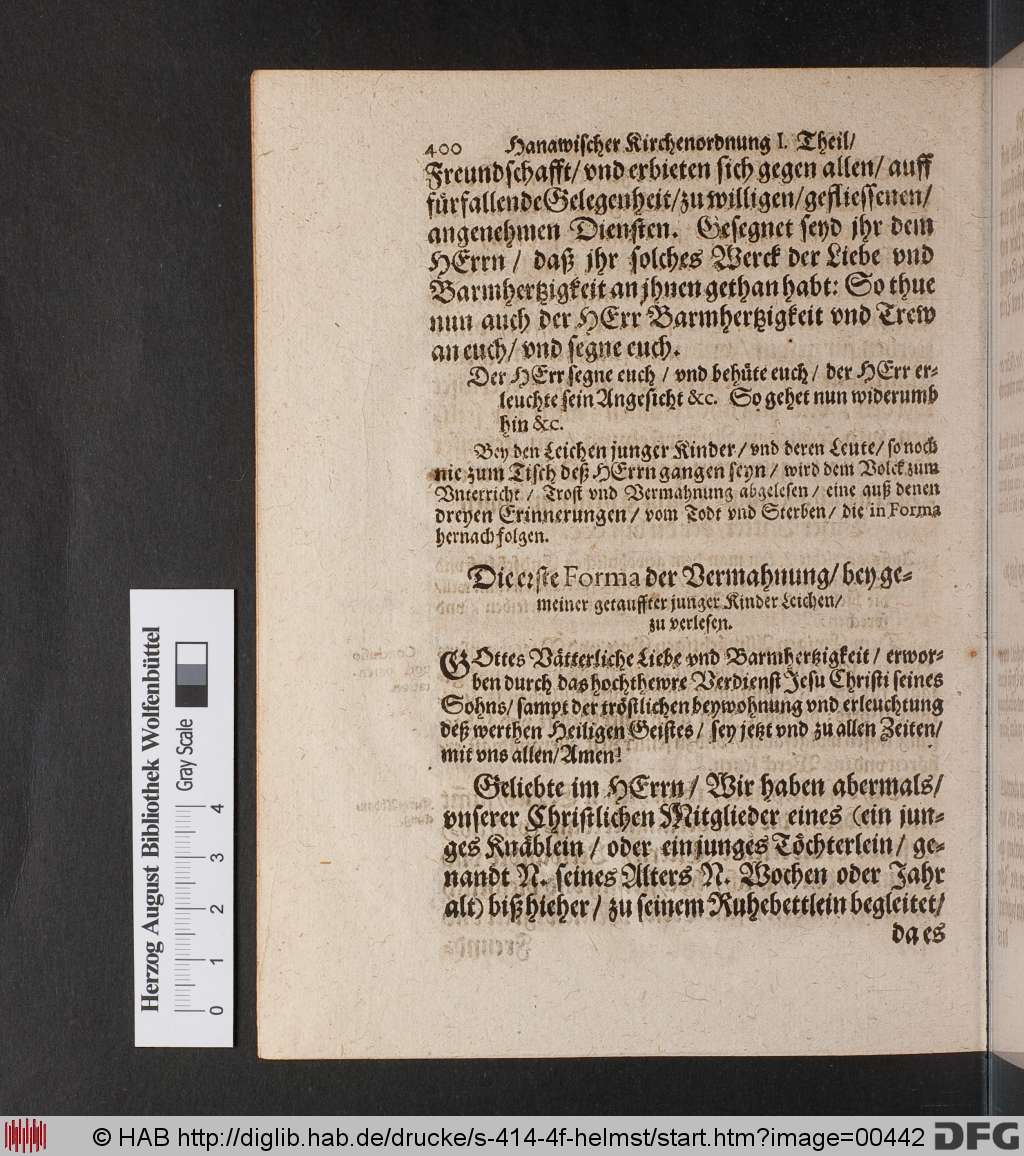 400 Hanawischer Kirchenordnung I. Theil/
Freundschafft/ vnd erbieten sich gegen allen/ auff
fürfallende Gelegenheit/ zu willigen/ gefliessenen/
angenehmen Diensten. Gesegnet seyd jhr dem
HErrn / daß jhr solches Werck der Liebe vnd
Barmhertzigkeit an jhnen gethan habt: So thue
nun auch der HErr Barmhertzigkeit vnd Trew
an euch/ vnd segne euch.
Der HErr segne euch / vnd behüte euch / der HErr er-
leuchte sein Angesicht &c. So gehet nun widerumb
hin &c.
Bey den Leichen junger Kinder / vnd deren Leute / so noch
nie zum Tisch deß HErrn gangen seyn / wird dem Volck zum
Vnterricht / Trost vnd Vermahnung abgelesen / eine auß denen
dreyen Erinnerungen / vom Todt vnd Sterben / die in Forma
hernach folgen.
Die erste Forma der Vermahnung/ bey ge-
meiner getauffter junger Kinder Leichen/
zu verlesen.
GOttes Vätterliche Liebe vnd Barmhertzigkeit / erwor-
ben durch das hochthewre Verdienst Jesu Christi seines
Sohns/ sampt der tröstlichen beywohnung vnd erleuchtung
deß werthen Heiligen Geistes / sey jetzt vnd zu allen Zeiten/
mit vns allen/ Amen!
Geliebte im HErrn / Wir haben abermals/
vnserer Christlichen Mitglieder eines (ein jun-
ges Knäblein / oder ein junges Töchterlein / ge-
nandt N. seines Alters N. Wochen oder Jahr
alt) biß hieher / zu seinem Ruhebettlein begleitet/
da es
Herzog August Bibliothek Wolfenbüttel
Gray Scale
0 1 2 3 4
© HAB http://diglib.hab.de/drucke/s-414-4f-helmst/start.htm?image=00442
DFG